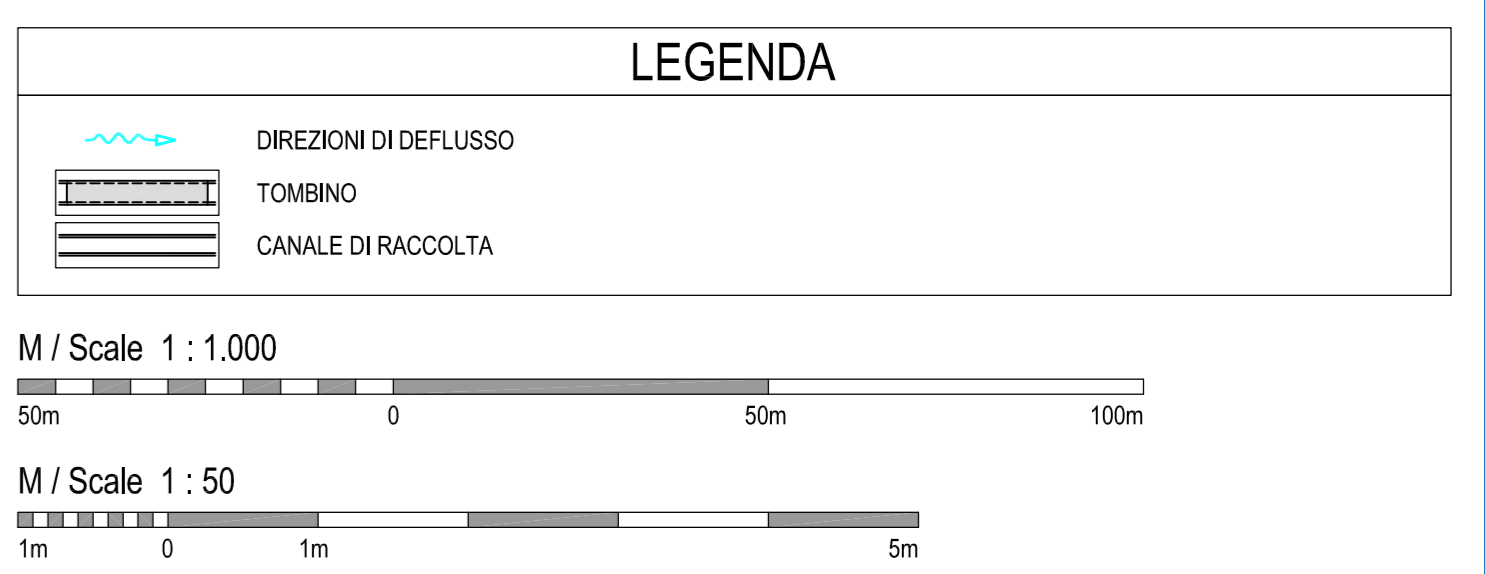 LEGENDA
DIREZIONI DI DEFLUSSO
TOMBINO
CANALE DI RACCOLTA
M / Scale 1 : 1.000
50m 0 50m 100m
M / Scale 1 : 50
1m 0 1m 5m